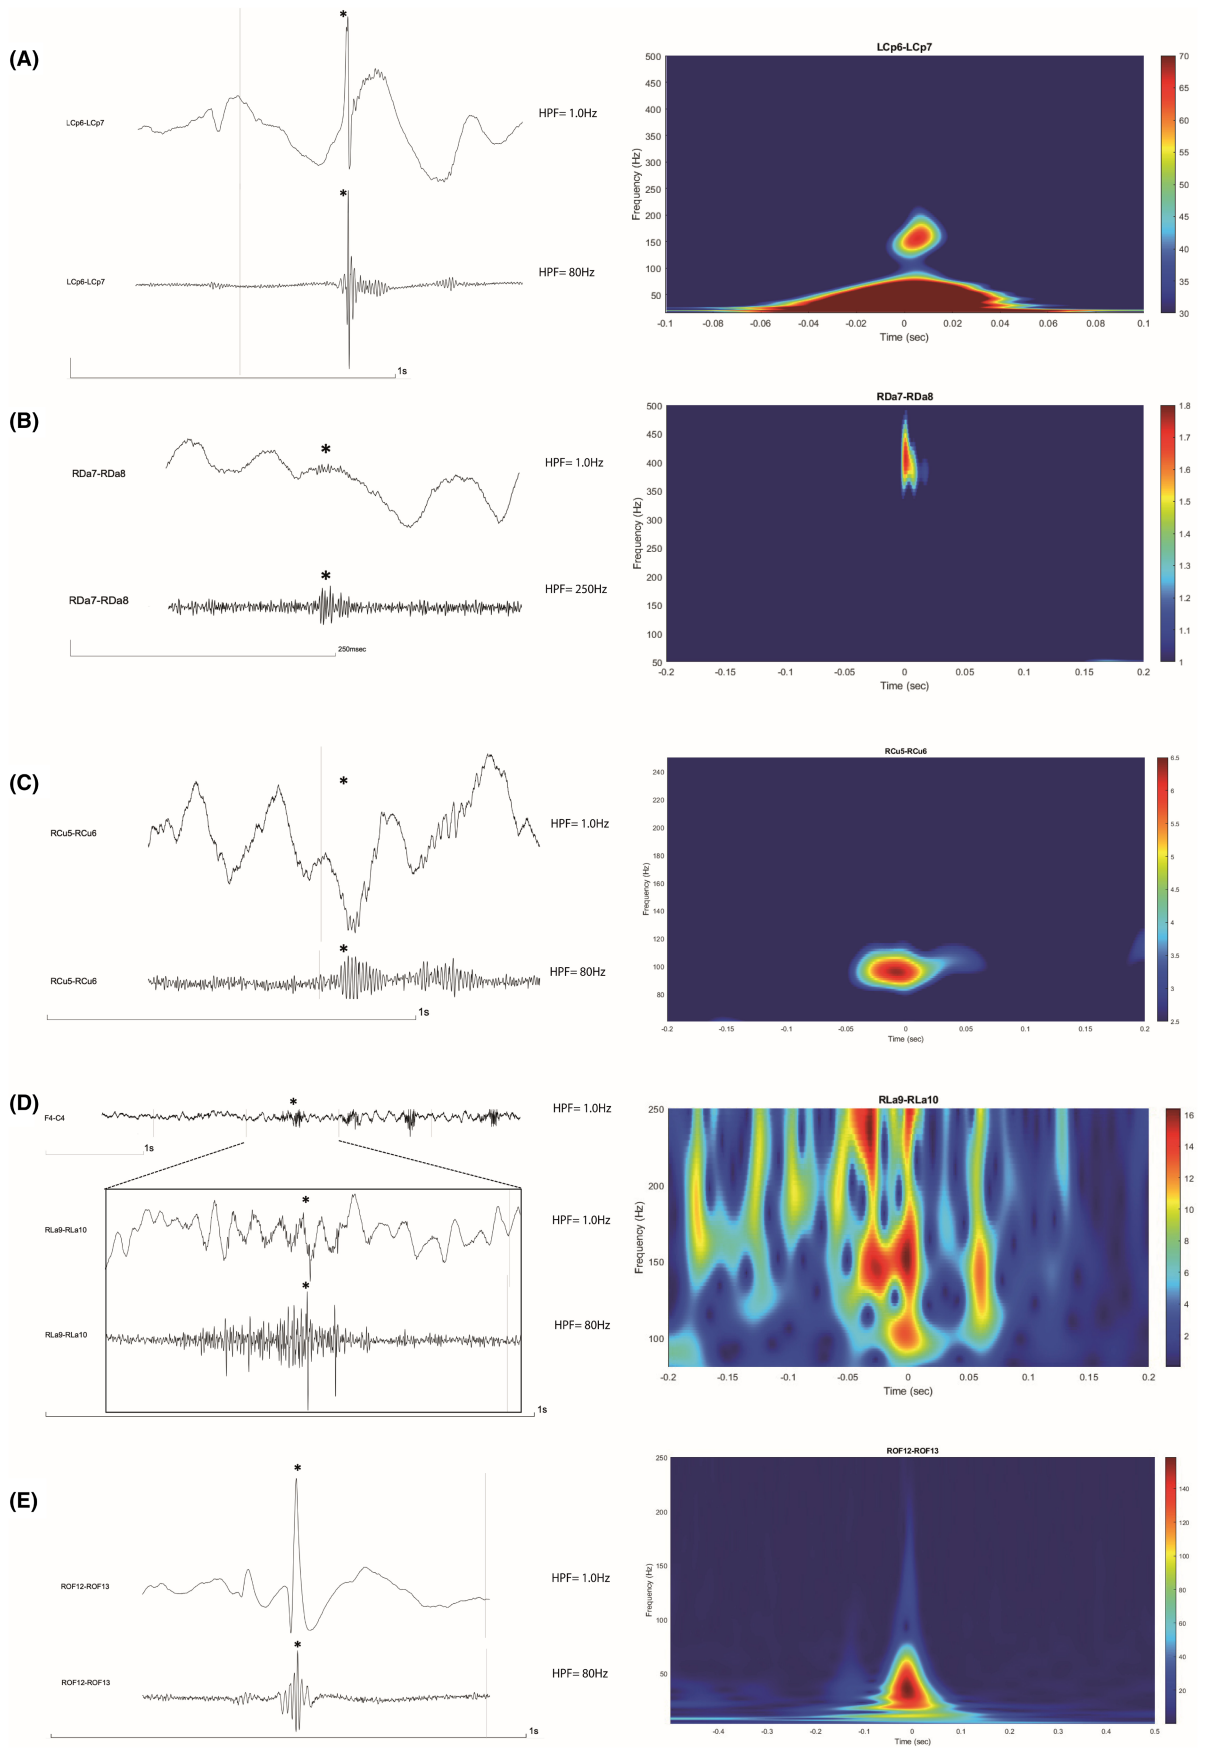 (A)
*
LCp6-LCp7
HPF= 1.0Hz
*
LCp6-LCp7
HPF= 80Hz
1s
LCp6-LCp7
Frequency (Hz)
500
450
400
350
300
250
200
150
100
50
-0.1
-0.08
-0.06
-0.04
-0.02
0
0.02
0.04
0.06
0.08
0.1
Time (sec)
70
65
60
55
50
45
40
35
30
(B)
*
RDa7-RDa8
HPF= 1.0Hz
*
RDa7-RDa8
HPF= 250Hz
250msec
RDa7-RDa8
Frequency (Hz)
500
450
400
350
300
250
200
150
100
50
-0.2
-0.15
-0.1
-0.05
0
0.05
0.1
0.15
0.2
Time (sec)
1.8
1.7
1.6
1.5
1.4
1.3
1.2
1.1
1
(C)
*
RCu5-RCu6
HPF= 1.0Hz
*
RCu5-RCu6
HPF= 80Hz
1s
RCu5-RCu6
Frequency (Hz)
240
220
200
180
160
140
120
100
80
-0.2
-0.15
-0.1
-0.05
0
0.05
0.1
0.15
0.2
Time (sec)
6.5
6
5.5
5
4.5
4
3.5
3
2.5
(D)
*
F4-C4
HPF= 1.0Hz
1s
*
RLa9-RLa10
HPF= 1.0Hz
*
RLa9-RLa10
HPF= 80Hz
1s
RLa9-RLa10
Frequency (Hz)
250
200
150
100
-0.2
-0.15
-0.1
-0.05
0
0.05
0.1
0.15
0.2
Time (sec)
16
14
12
10
8
6
4
2
(E)
*
ROF12-ROF13
HPF= 1.0Hz
*
ROF12-ROF13
HPF= 80Hz
1s
ROF12-ROF13
Frequency (Hz)
250
200
150
100
50
-0.4
-0.3
-0.2
-0.1
0
0.1
0.2
0.3
0.4
0.5
Time (sec)
140
120
100
80
60
40
20